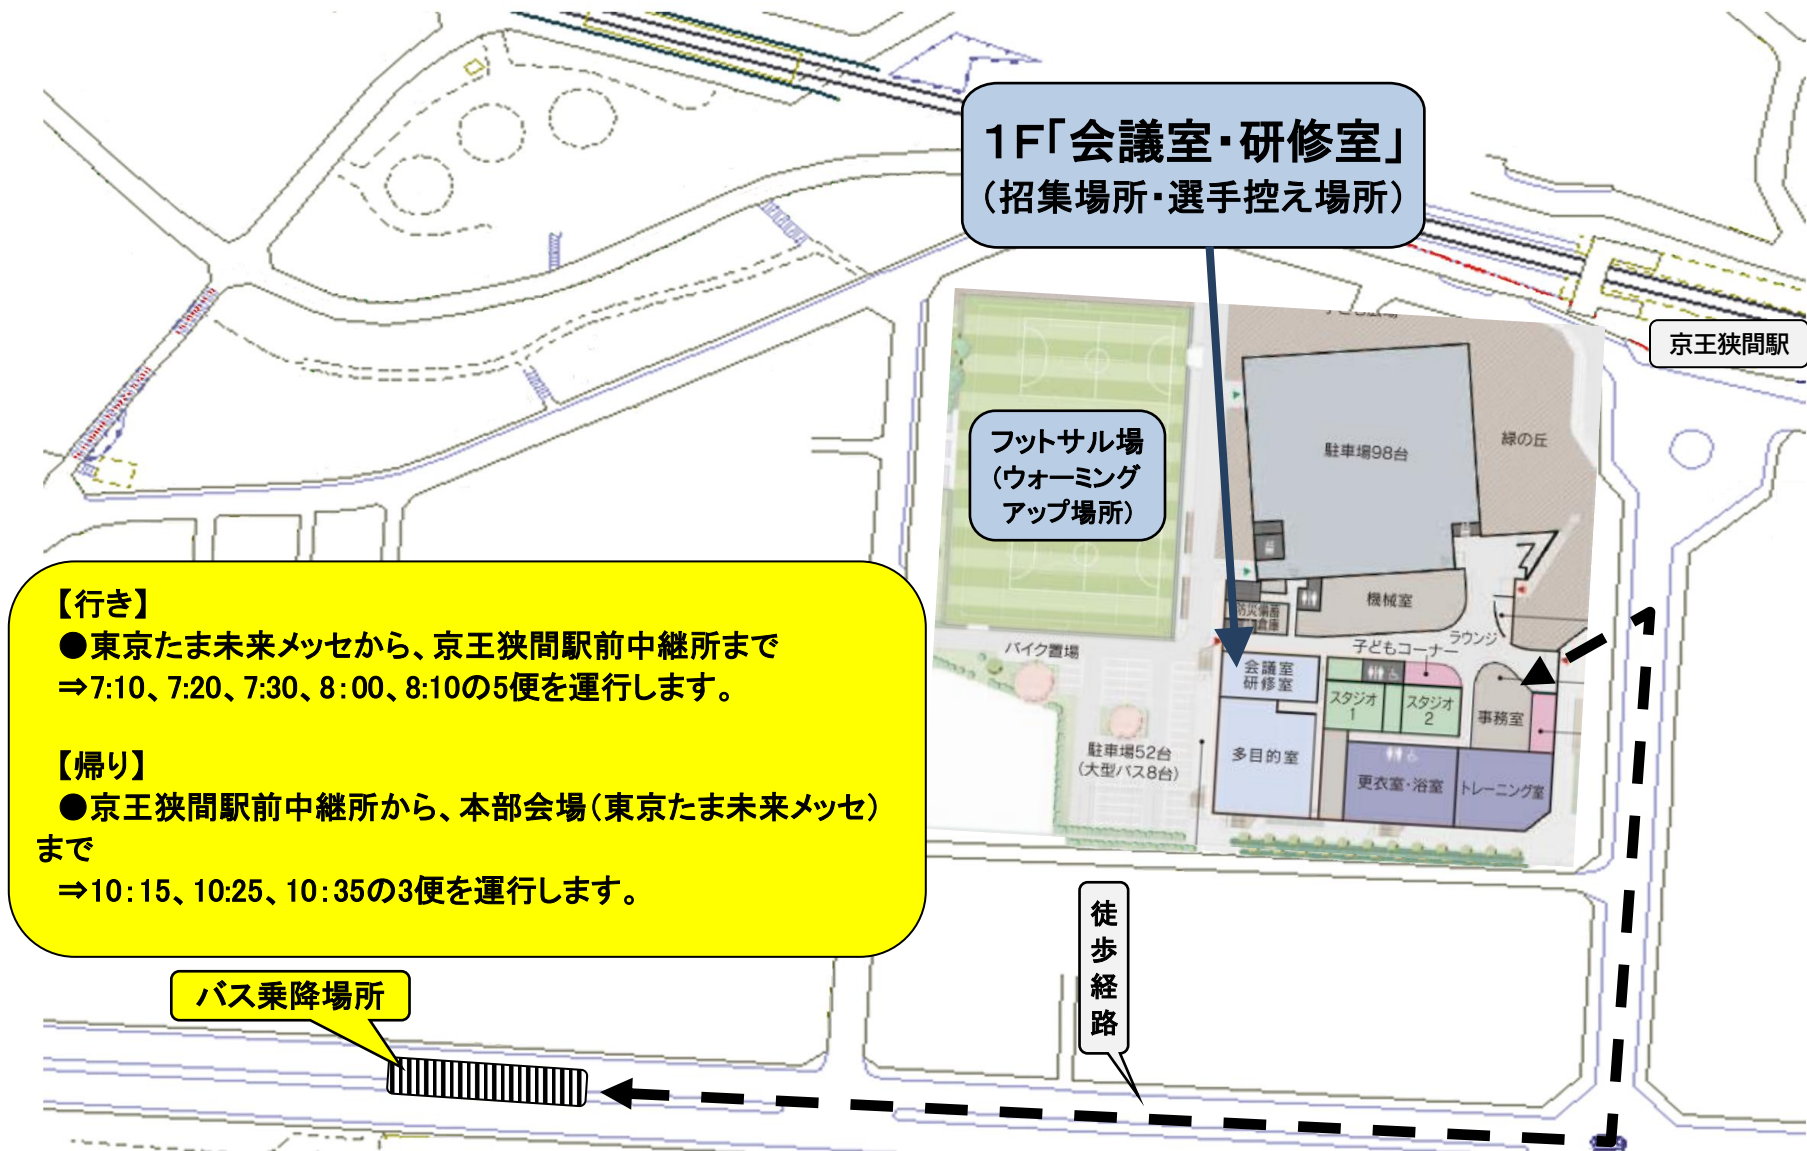 1F「会議室・研修室」
（招集場所・選手控え場所）
京王狭間駅
フットサル場
（ウォーミング
アップ場所）
駐車場98台
緑の丘
機械室
防災備蓄
倉庫
ラウンジ
子どもコーナー
バイク置場
会議室
研修室
スタジオ
1
スタジオ
2
事務室
駐車場52台
（大型バス8台）
多目的室
更衣室・浴室
トレーニング室
【行き】
●東京たま未来メッセから、京王狭間駅前中継所まで
⇒7:10、7:20、7:30、8:00、8:10の5便を運行します。
【帰り】
●京王狭間駅前中継所から、本部会場（東京たま未来メッセ）
まで
⇒10:15、10:25、10:35の3便を運行します。
徒歩経路
バス乗降場所